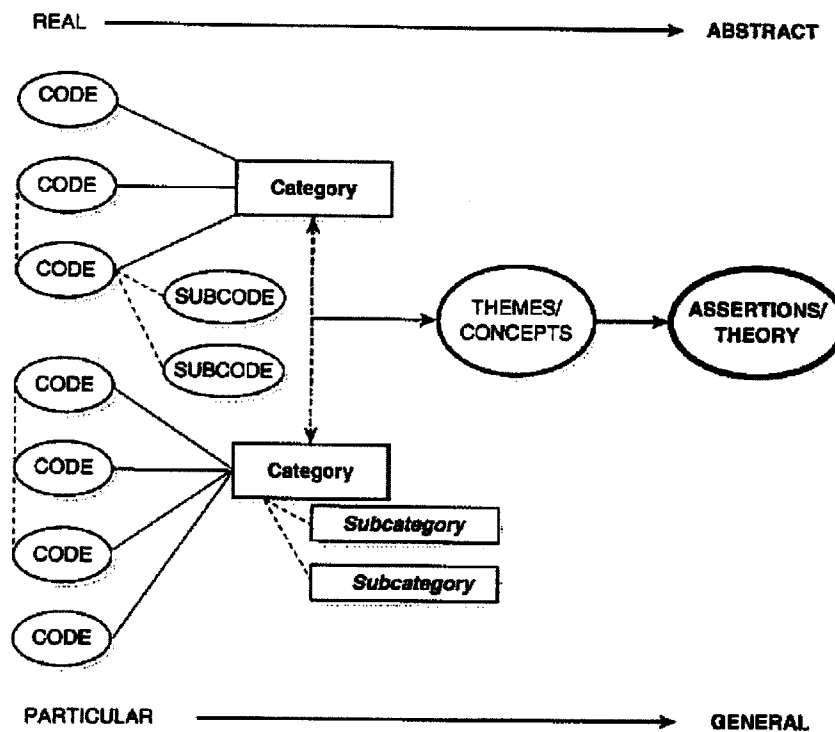 REAL
ABSTRACT
CODE
CODE
Category
CODE
SUBCODE
SUBCODE
THEMES/
CONCEPTS
ASSERTIONS/
THEORY
CODE
CODE
Category
CODE
Subcategory
Subcategory
CODE
PARTICULAR
GENERAL